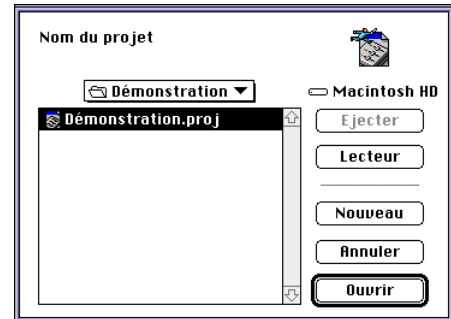 Nom du projet
Démonstration
Macintosh HD
Démonstration.proj
Ejecter
Lecteur
Nouveau
Annuler
Ouvrir